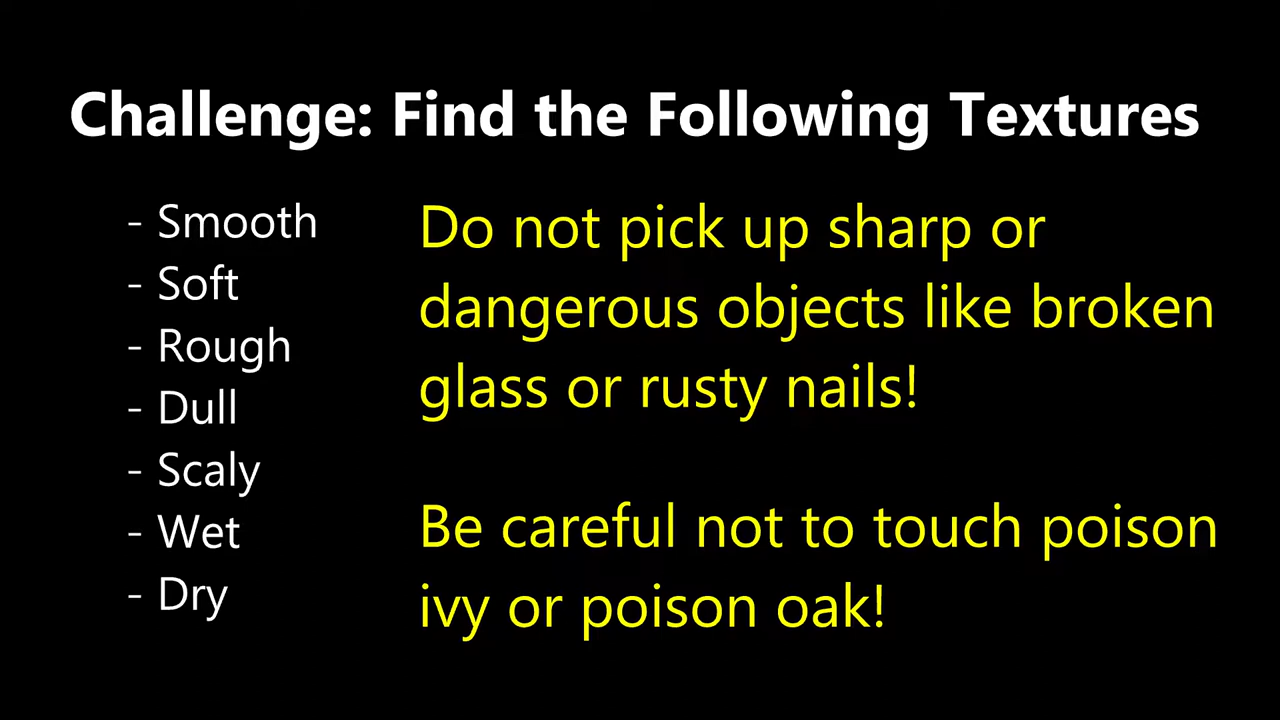 Challenge: Find the Following Textures
- Smooth
- Soft
- Rough
- Dull
- Scaly
- Wet
- Dry
Do not pick up sharp or
dangerous objects like broken
glass or rusty nails!
Be careful not to touch poison
ivy or poison oak!